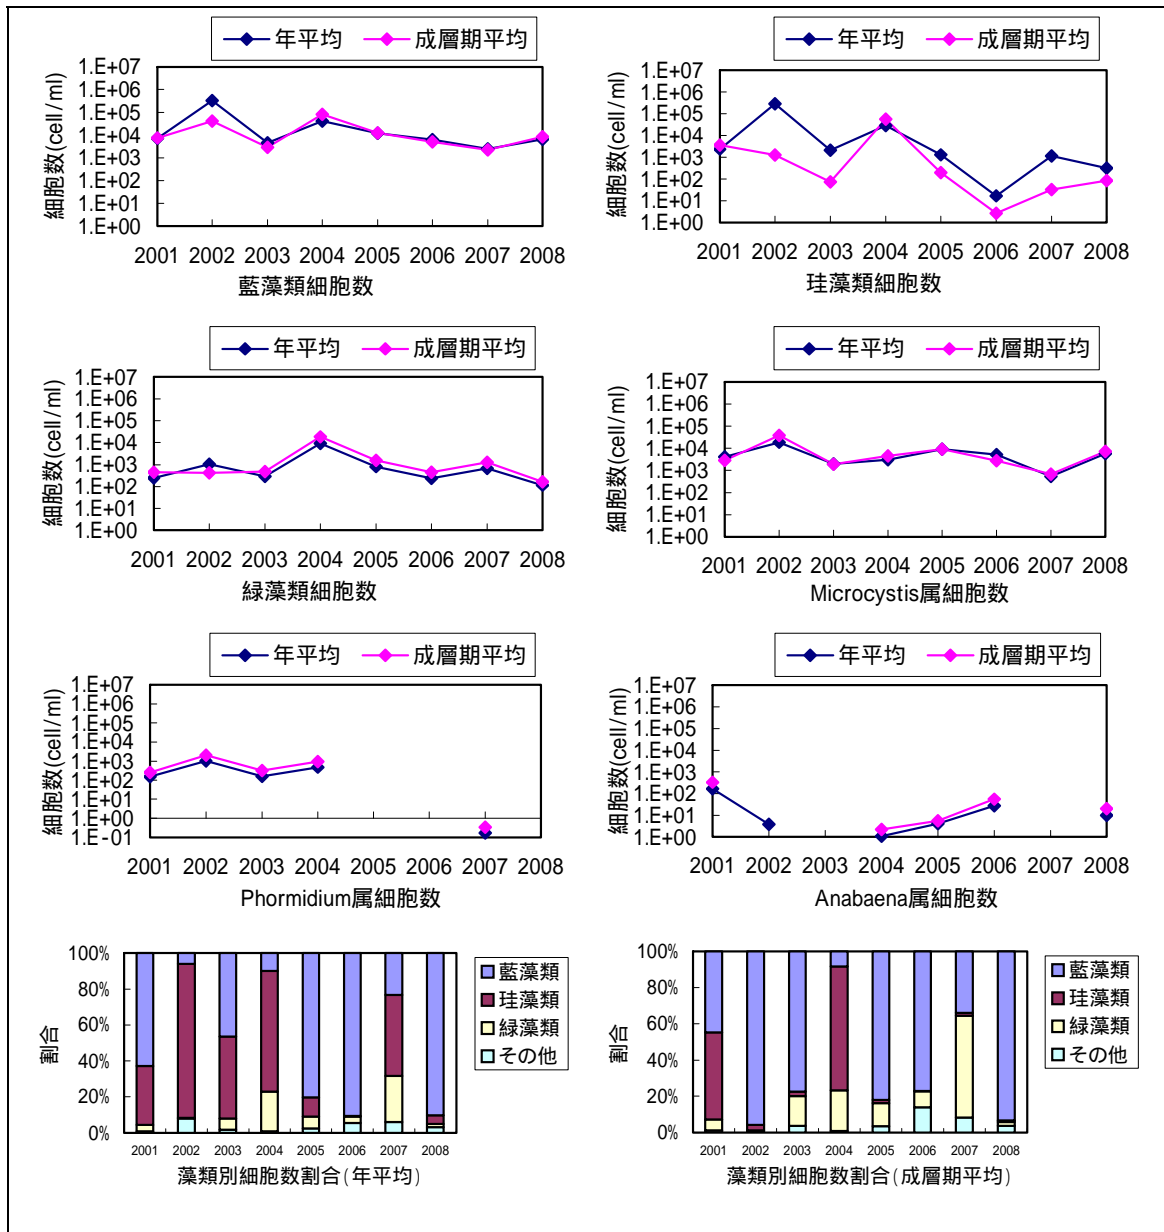 年平均 成層期平均
細胞数(cell/ml)
1.E+07
1.E+06
1.E+05
1.E+04
1.E+03
1.E+02
1.E+01
1.E+00
2001 2002 2003 2004 2005 2006 2007 2008
藍藻類細胞数
年平均 成層期平均
細胞数(cell/ml)
1.E+07
1.E+06
1.E+05
1.E+04
1.E+03
1.E+02
1.E+01
1.E+00
2001 2002 2003 2004 2005 2006 2007 2008
珪藻類細胞数
年平均 成層期平均
細胞数(cell/ml)
1.E+07
1.E+06
1.E+05
1.E+04
1.E+03
1.E+02
1.E+01
1.E+00
2001 2002 2003 2004 2005 2006 2007 2008
緑藻類細胞数
年平均 成層期平均
細胞数(cell/ml)
1.E+07
1.E+06
1.E+05
1.E+04
1.E+03
1.E+02
1.E+01
1.E+00
2001 2002 2003 2004 2005 2006 2007 2008
Microcystis属細胞数
年平均 成層期平均
細胞数(cell/ml)
1.E+07
1.E+06
1.E+05
1.E+04
1.E+03
1.E+02
1.E+01
1.E+00
1.E-01
2001 2002 2003 2004 2005 2006 2007 2008
Phormidium属細胞数
年平均 成層期平均
細胞数(cell/ml)
1.E+07
1.E+06
1.E+05
1.E+04
1.E+03
1.E+02
1.E+01
1.E+00
2001 2002 2003 2004 2005 2006 2007 2008
Anabaena属細胞数
割合
100%
80%
60%
40%
20%
0%
2001 2002 2003 2004 2005 2006 2007 2008
藍藻類
珪藻類
緑藻類
その他
藻類別細胞数割合(年平均)
割合
100%
80%
60%
40%
20%
0%
2001 2002 2003 2004 2005 2006 2007 2008
藍藻類
珪藻類
緑藻類
その他
藻類別細胞数割合(成層期平均)